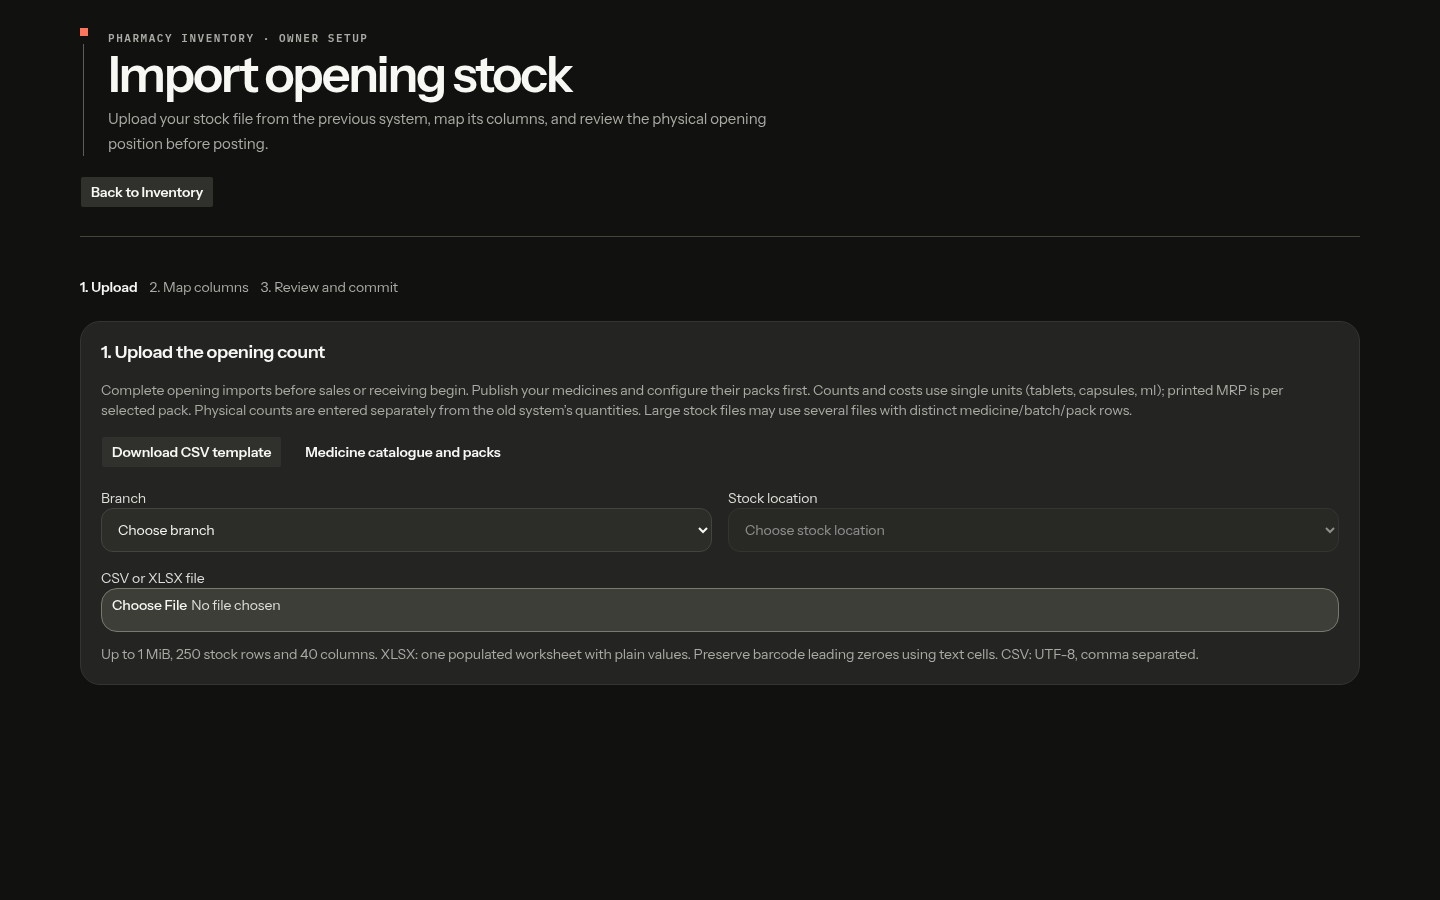 PHARMACY INVENTORY · OWNER SETUP
Import opening stock
Upload your stock file from the previous system, map its columns, and review the physical opening
position before posting.
Back to Inventory
1. Upload 2. Map columns 3. Review and commit
1. Upload the opening count
Complete opening imports before sales or receiving begin. Publish your medicines and configure their packs first. Counts and costs use single units (tablets, capsules, ml); printed MRP is per
selected pack. Physical counts are entered separately from the old system's quantities. Large stock files may use several files with distinct medicine/batch/pack rows.
Download CSV template Medicine catalogue and packs
Branch Stock location
Choose branch Choose stock location
CSV or XLSX file
Choose File No file chosen
Up to 1 MiB, 250 stock rows and 40 columns. XLSX: one populated worksheet with plain values. Preserve barcode leading zeroes using text cells. CSV: UTF-8, comma separated.